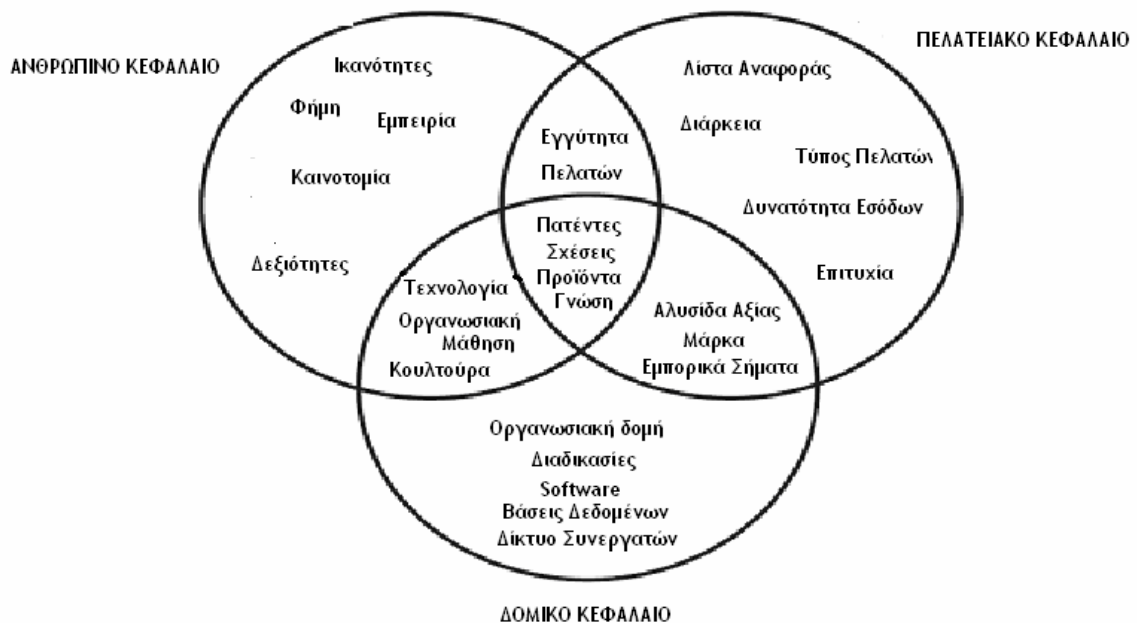 ΑΝΘΡΩΠΙΝΟ ΚΕΦΑΛΑΙΟ
ΠΕΛΑΤΕΙΑΚΟ ΚΕΦΑΛΑΙΟ
Ικανότητες
Φήμη
Εμπειρία
Καινοτομία
Δεξιότητες
Εγγύτητα
Πελατών
Λίστα Αναφοράς
Διάρκεια
Τύπος Πελατών
Δυνατότητα Εσόδων
Επιτυχία
Πατέντες
Σχέσεις
Προϊόντα
Γνώση
Τεχνολογία
Οργανωσιακή
Μάθηση
Κουλτούρα
Αλυσίδα Αξίας
Μάρκα
Εμπορικά Σήματα
Οργανωσιακή δομή
Διαδικασίες
Software
Βάσεις Δεδομένων
Δίκτυο Συνεργατών
ΔΟΜΙΚΟ ΚΕΦΑΛΑΙΟ